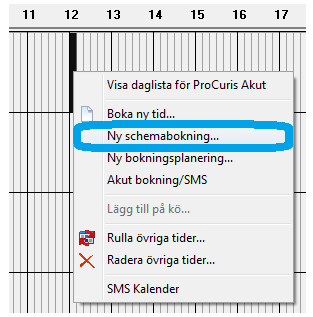 11 12 13 14 15 16 17
Visa daglista för ProCuris Akut
Boka ny tid...
Ny schemabokning...
Ny bokningsplanering...
Akut bokning/SMS
Lägg till på kö...
Rulla övriga tider...
Radera övriga tider...
SMS Kalender